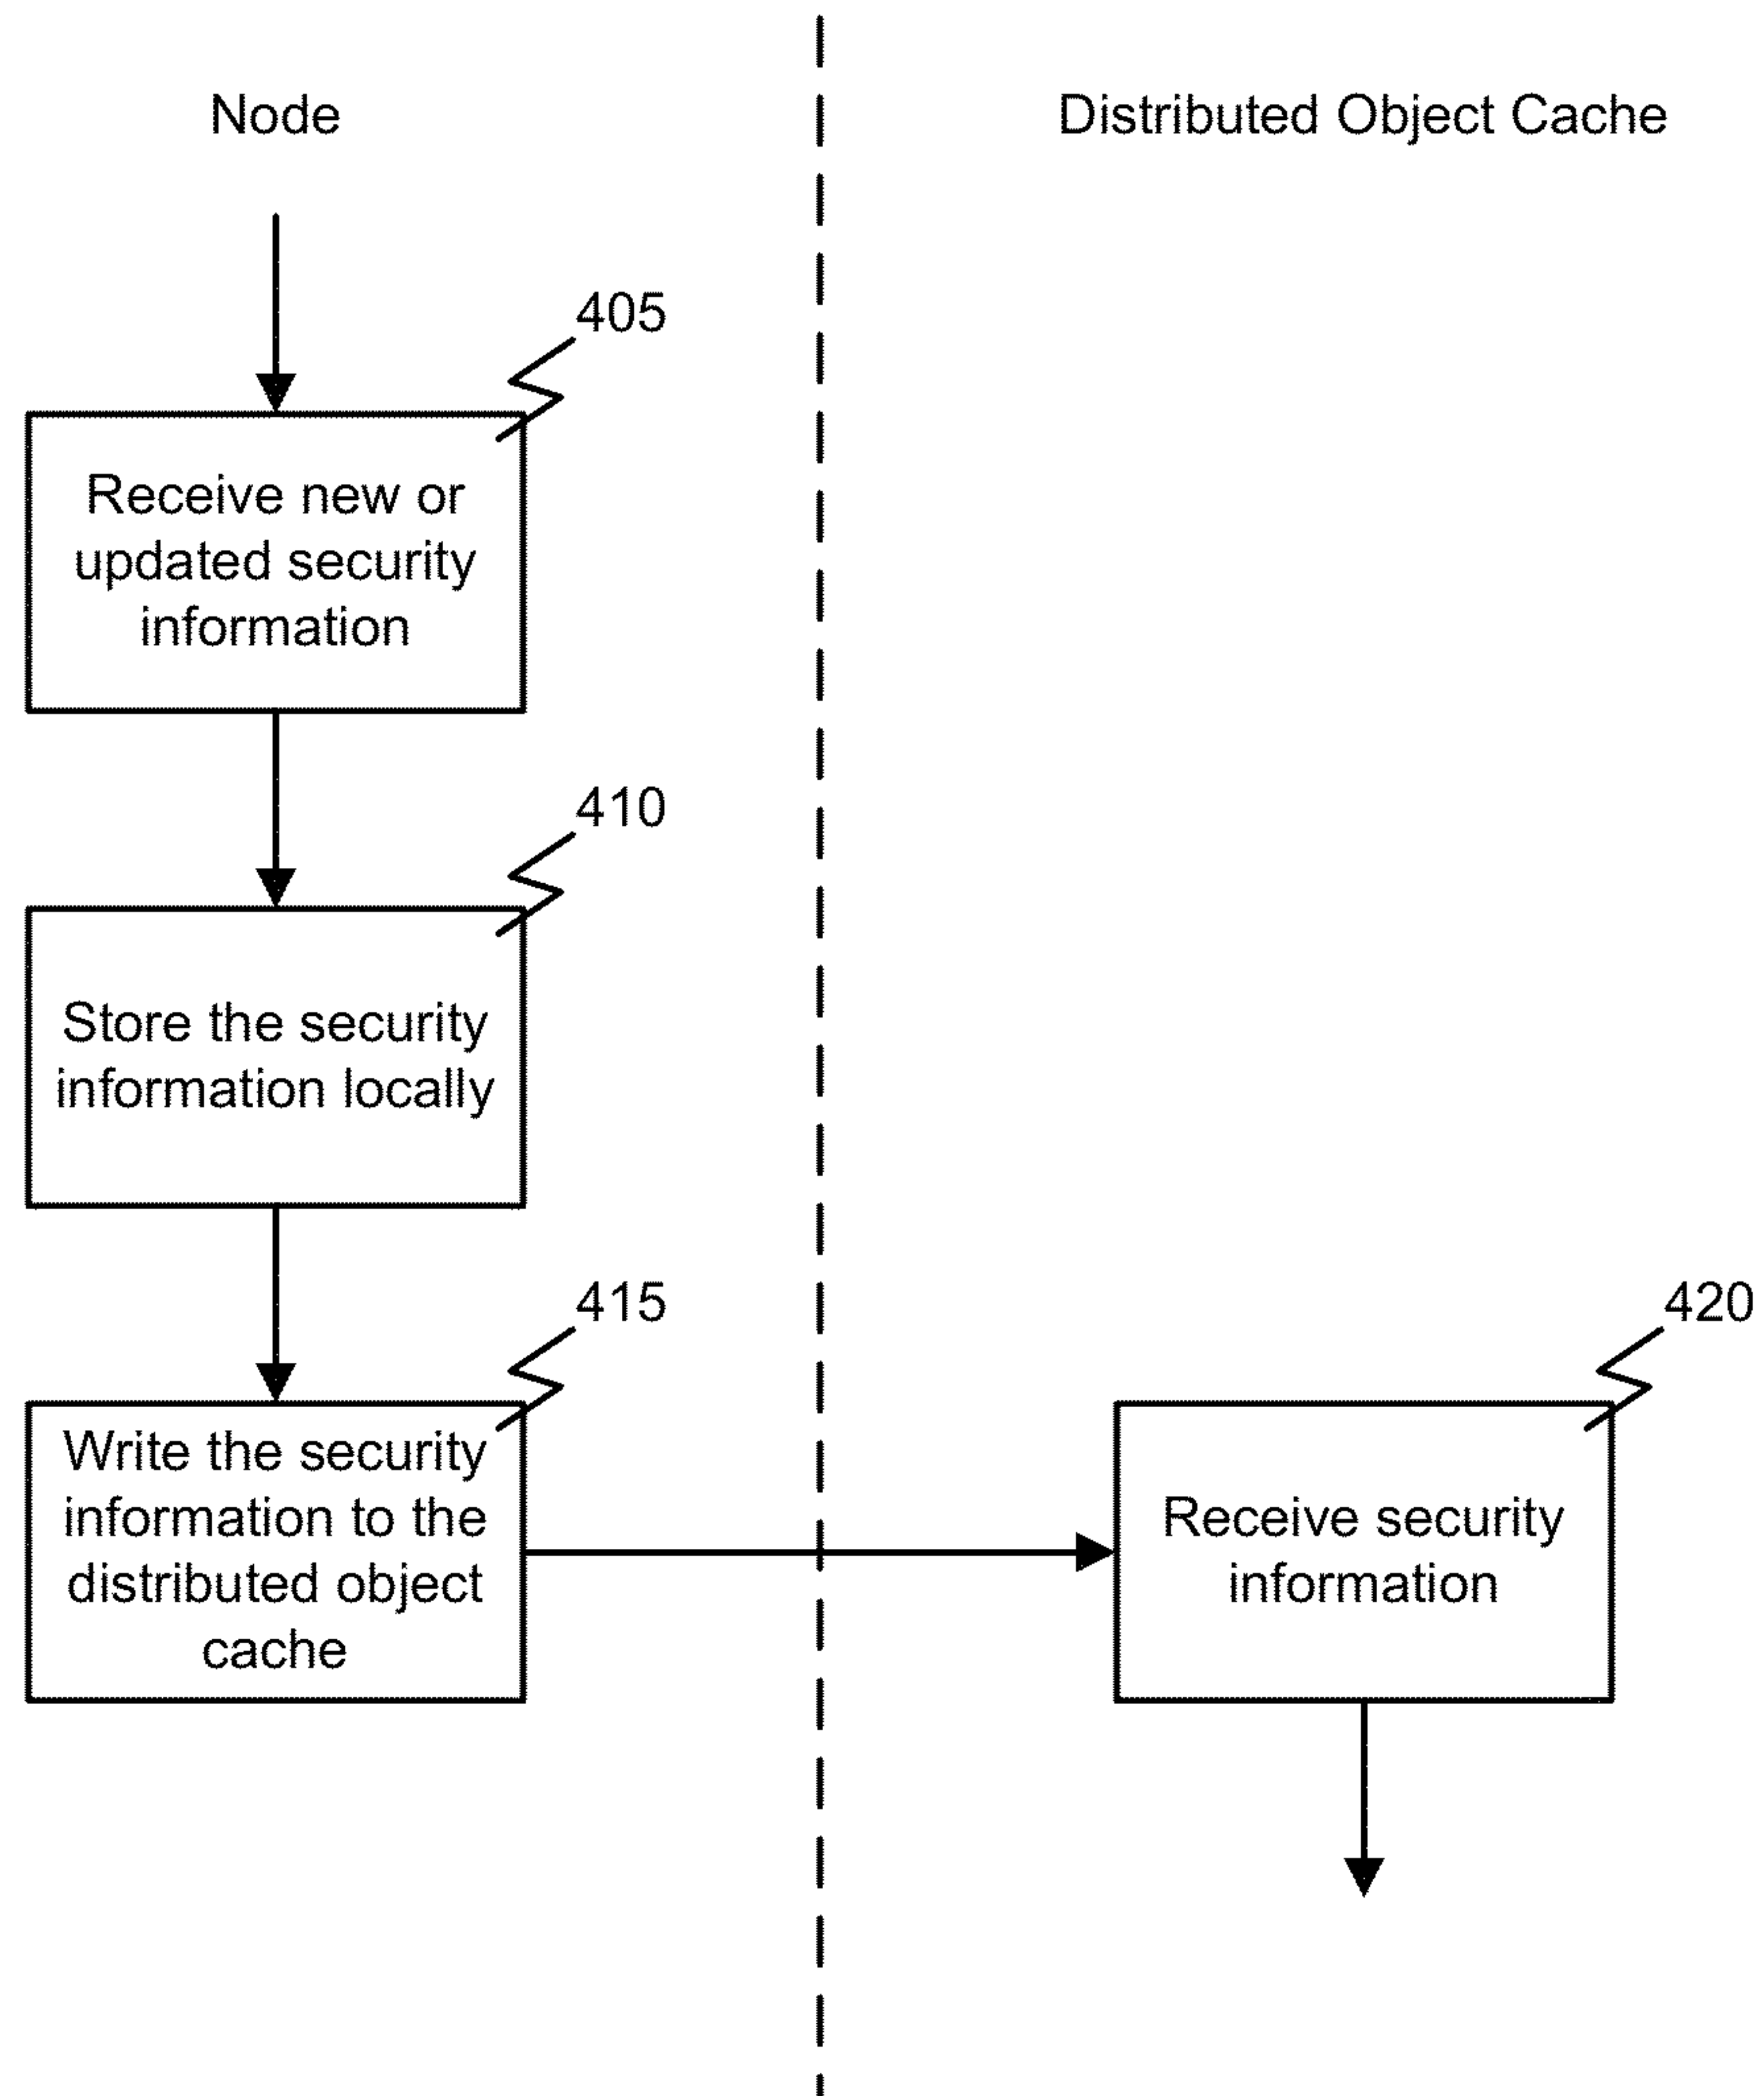 Node
Distributed Object Cache
405
Receive new or
updated security
information
410
Store the security
information locally
415
Write the security
information to the
distributed object
cache
420
Receive security
information